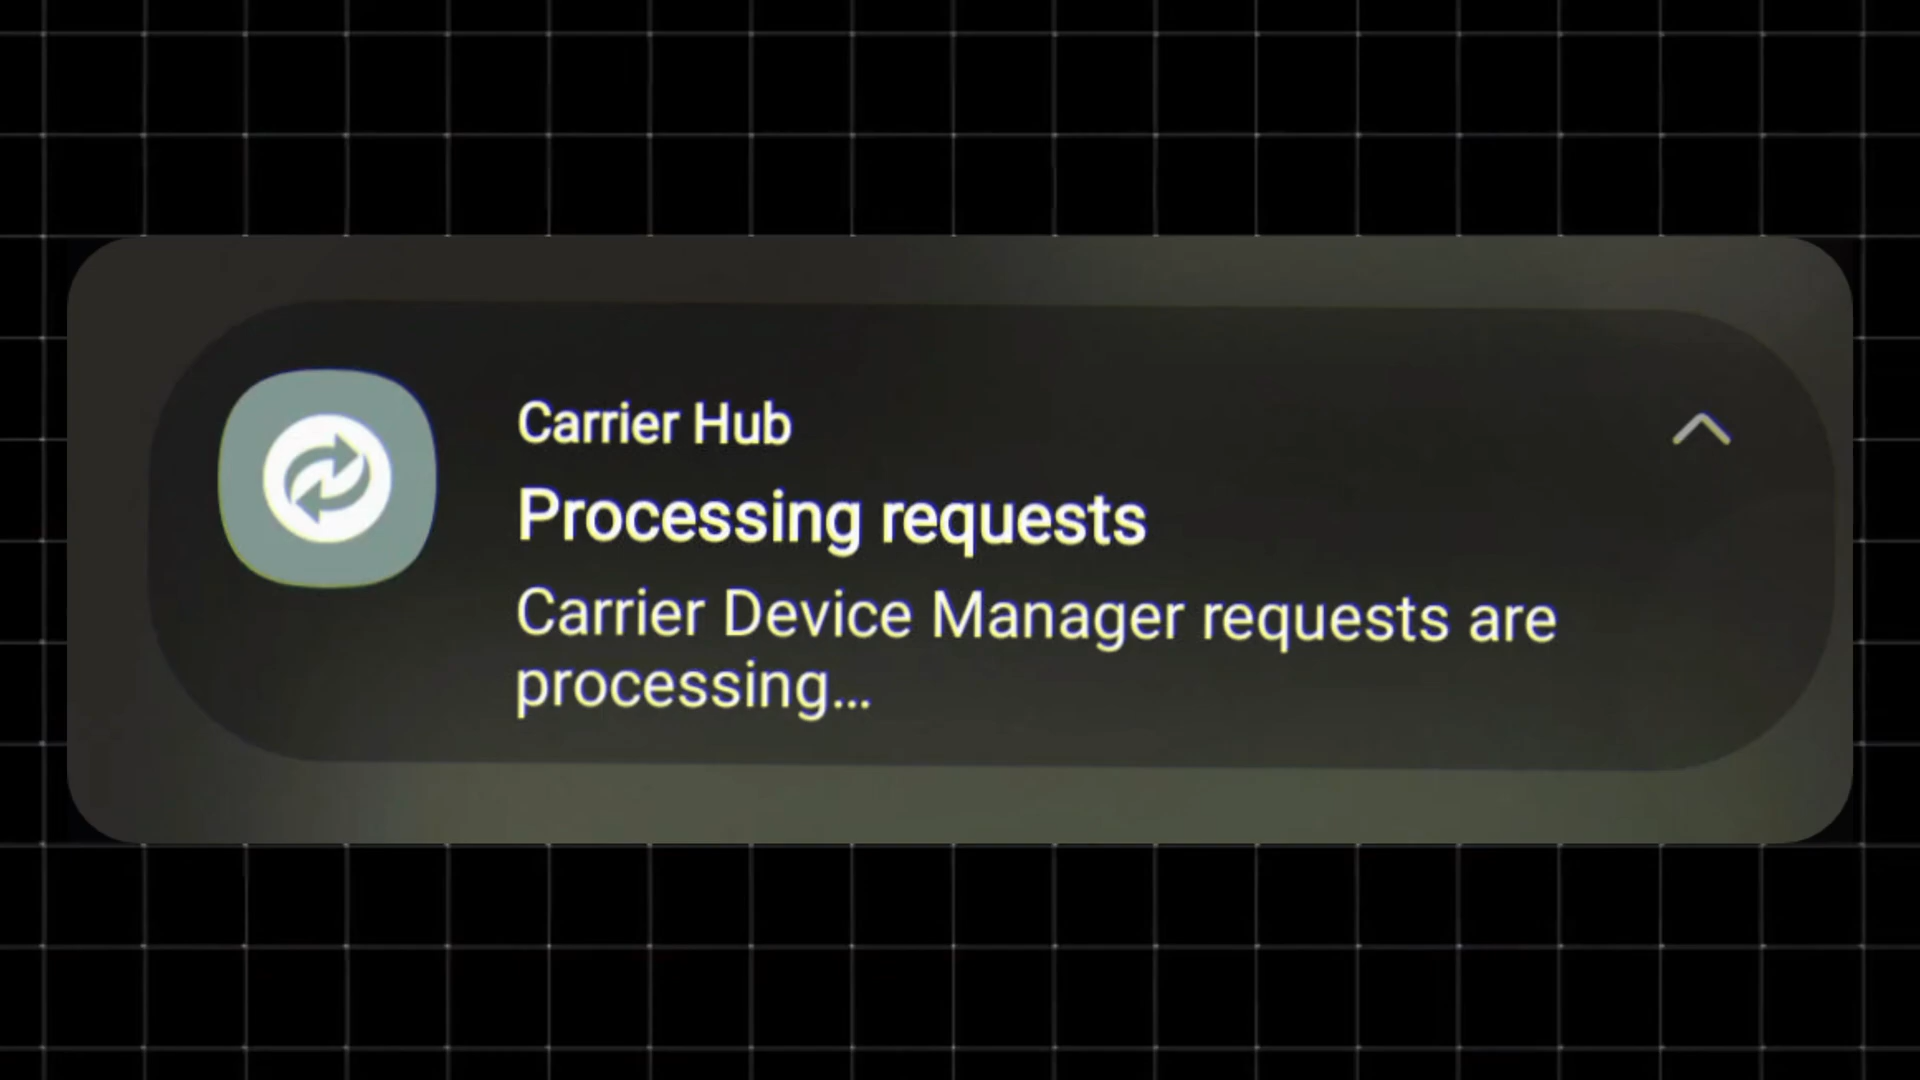 Carrier Hub
Processing requests
Carrier Device Manager requests are
processing...